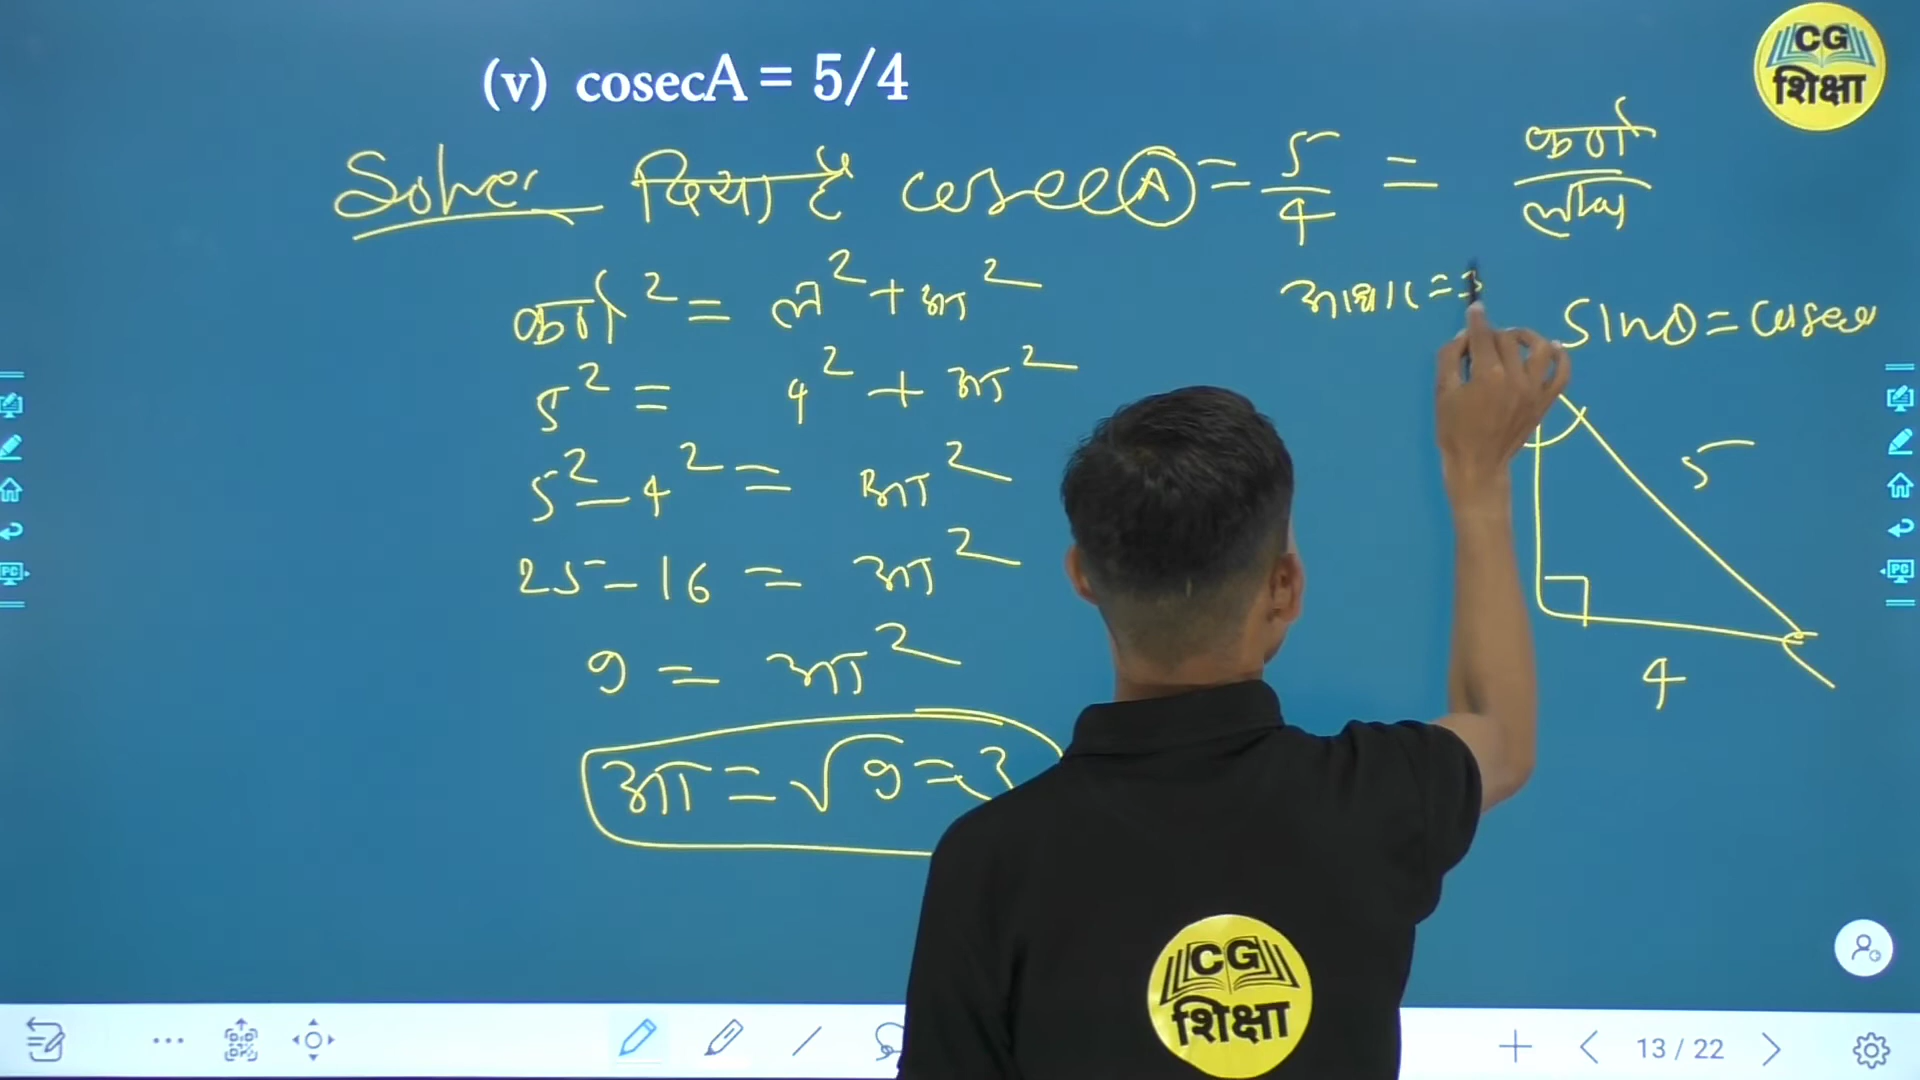 CG
शिक्षा
(v) cosecA = 5/4
Solve दिया है cosec A = 5/4 = कर्ण/लम्ब
कर्ण² = ल² + आ²
आधार = 3
sinθ = cosec
5² = 4² + आ²
5
5² - 4² = आ²
25 - 16 = आ²
9 = आ²
4
आ = √9 = 3
CG
शिक्षा
13 / 22